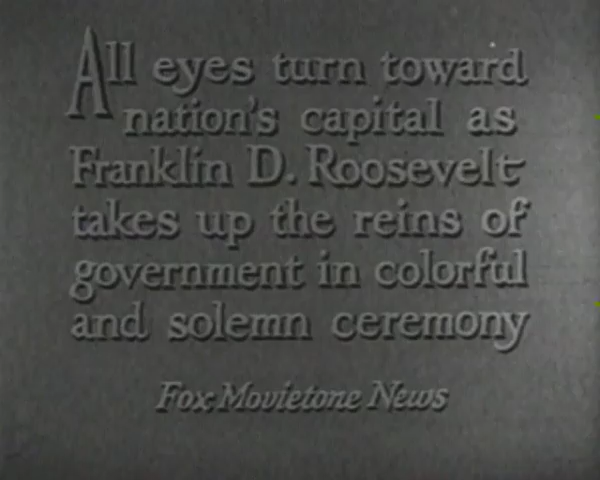 All eyes turn toward
nation's capital as
Franklin D. Roosevelt
takes up the reins of
government in colorful
and solemn ceremony
Fox Movietone News